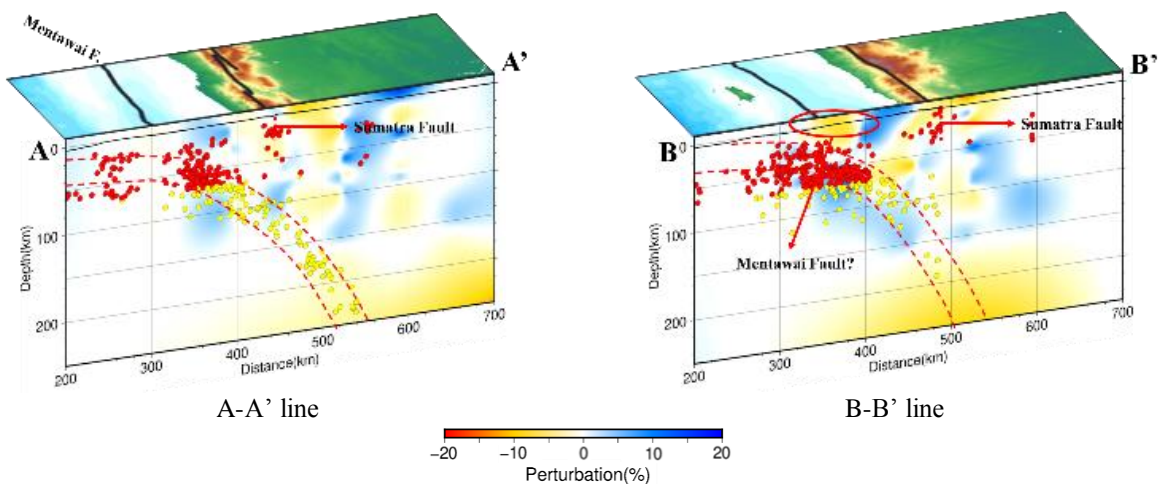 Mentawai F.
A'
A
Sumatra Fault
0
100
200
Depth(km)
200
300
400
500
600
700
Distance(km)
A-A’ line
B'
B
Sumatra Fault
Mentawai Fault?
0
100
200
Depth(km)
200
300
400
500
600
700
Distance(km)
B-B’ line
−20
−10
0
10
20
Perturbation(%)